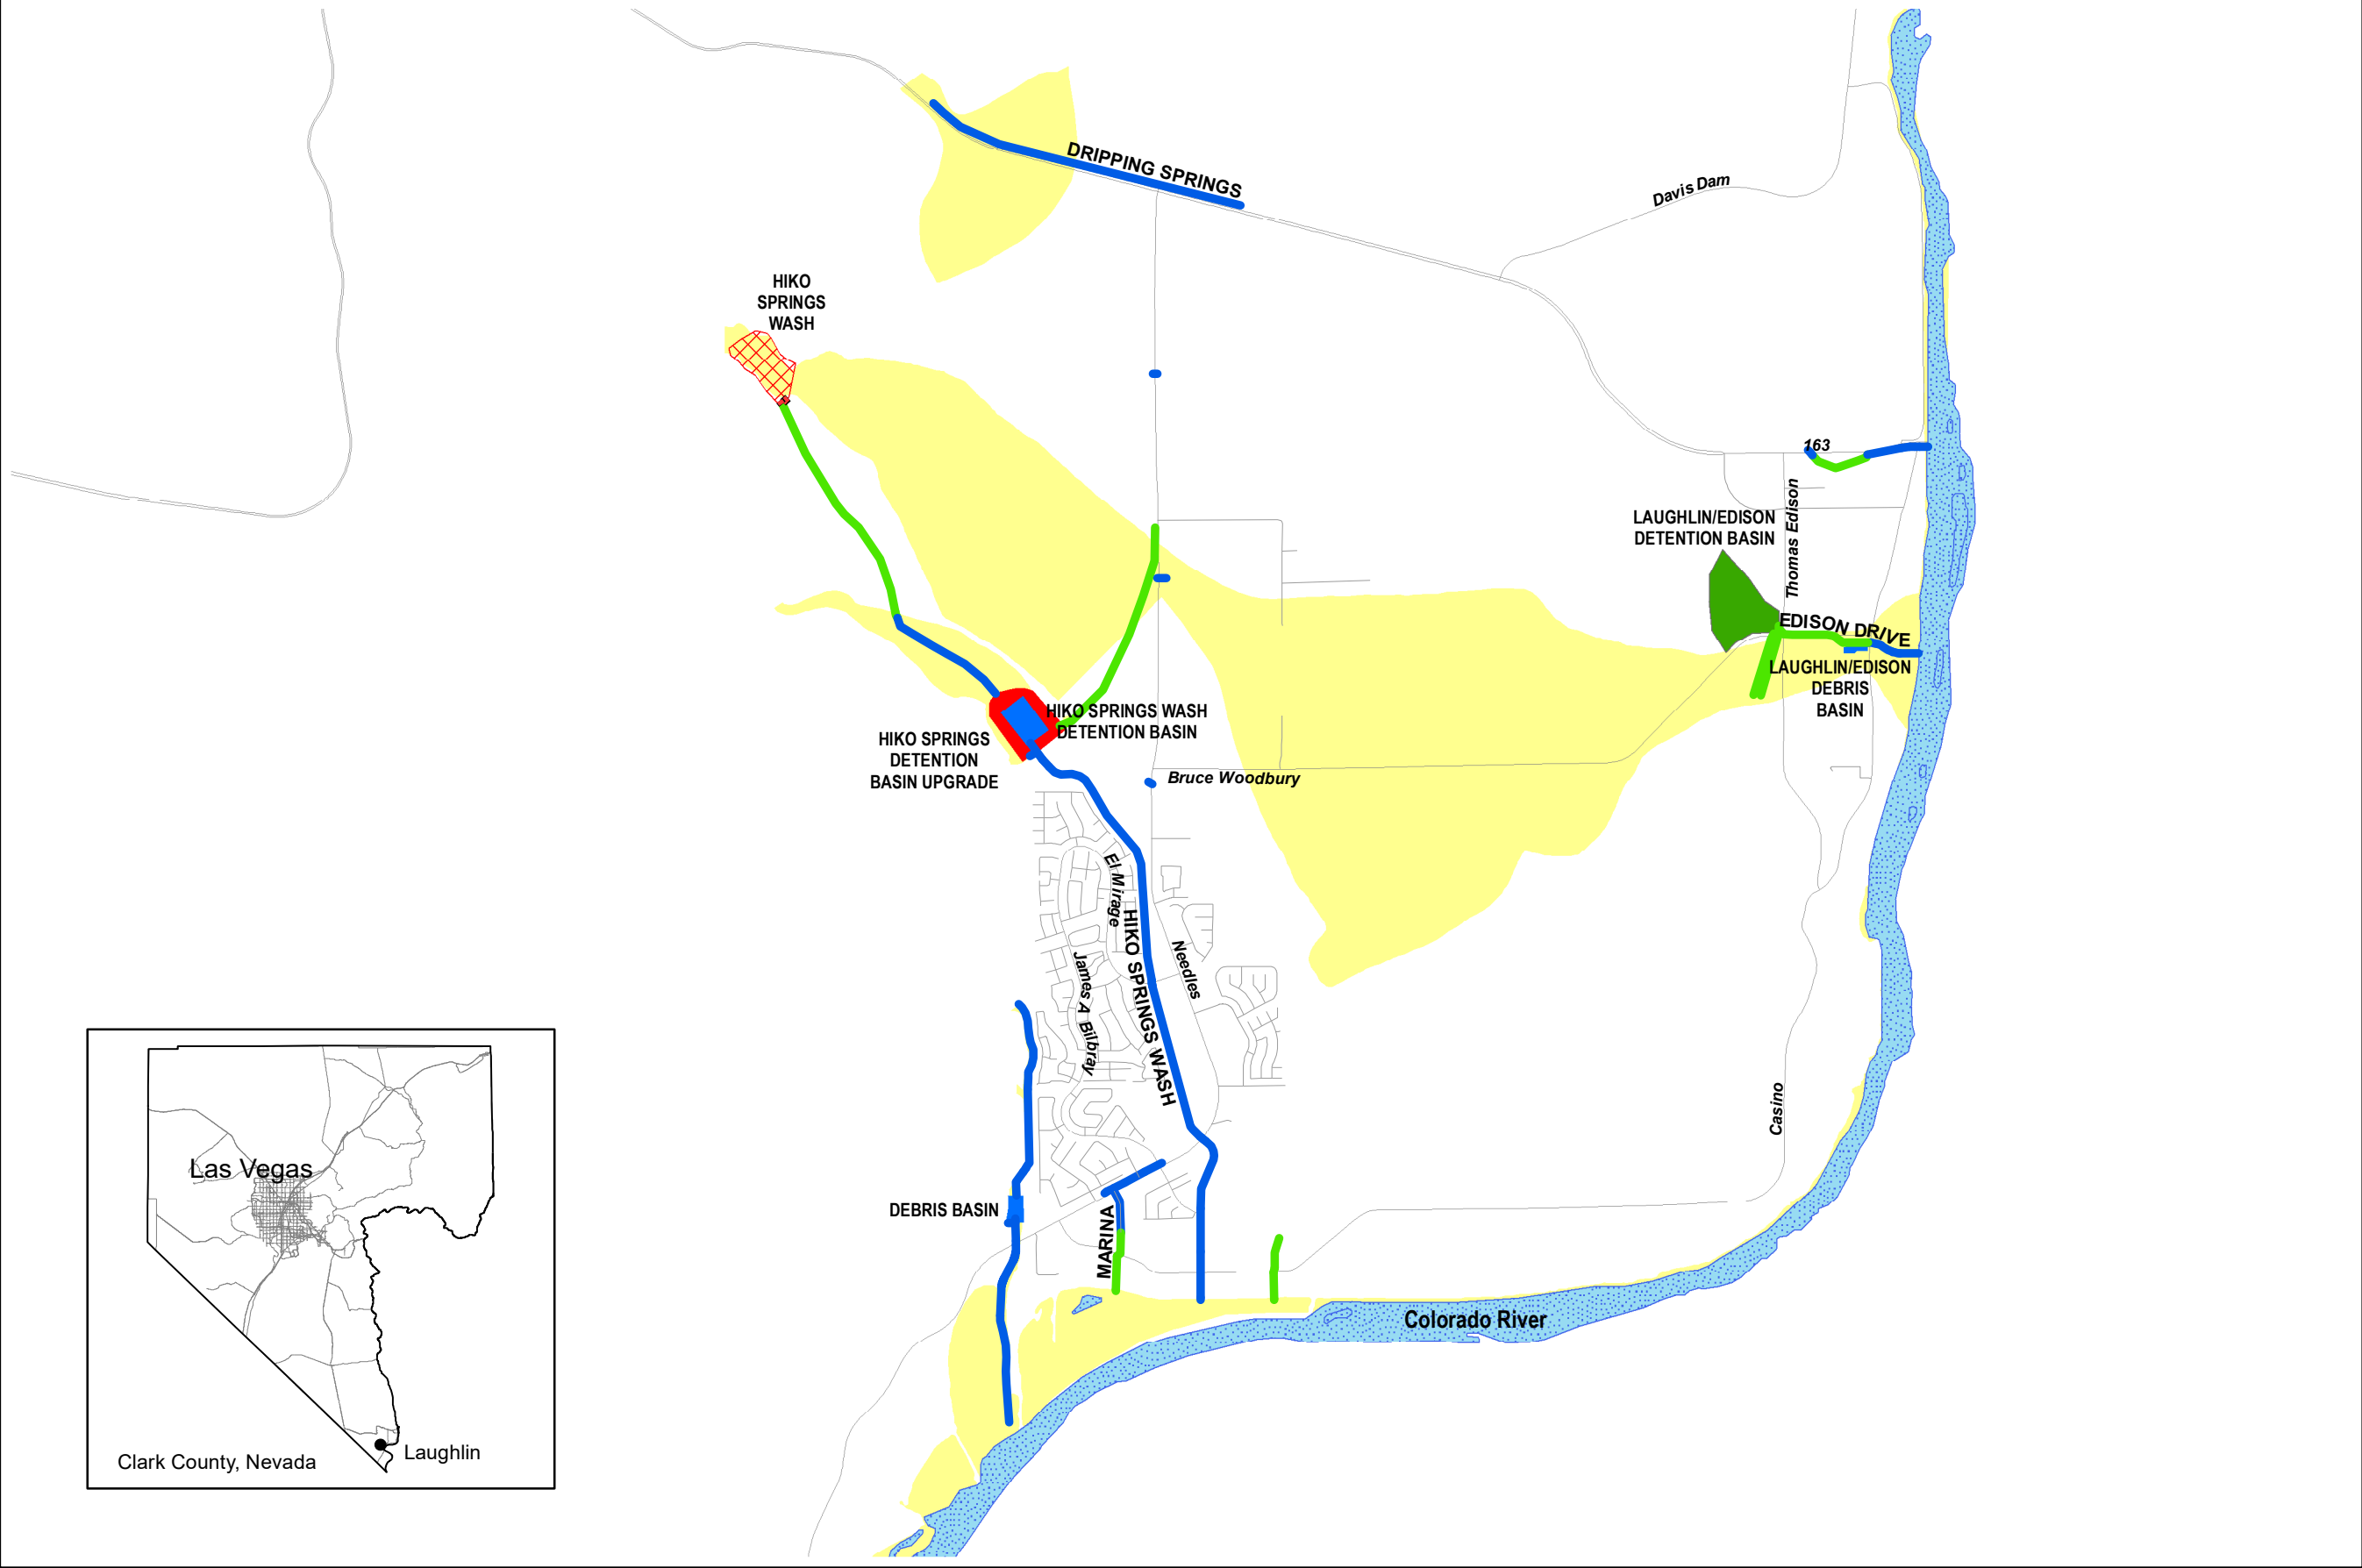 DRIPPING SPRINGS
Davis Dam
HIKO
SPRINGS
WASH
163
Thomas Edison
LAUGHLIN/EDISON
DETENTION BASIN
EDISON DRIVE
LAUGHLIN/EDISON
DEBRIS
BASIN
HIKO SPRINGS WASH
DETENTION BASIN
HIKO SPRINGS
DETENTION
BASIN UPGRADE
Bruce Woodbury
El Mirage
HIKO SPRINGS WASH
Needles
James A Bilbray
Casino
DEBRIS BASIN
MARINA
Colorado River
Las Vegas
Laughlin
Clark County, Nevada